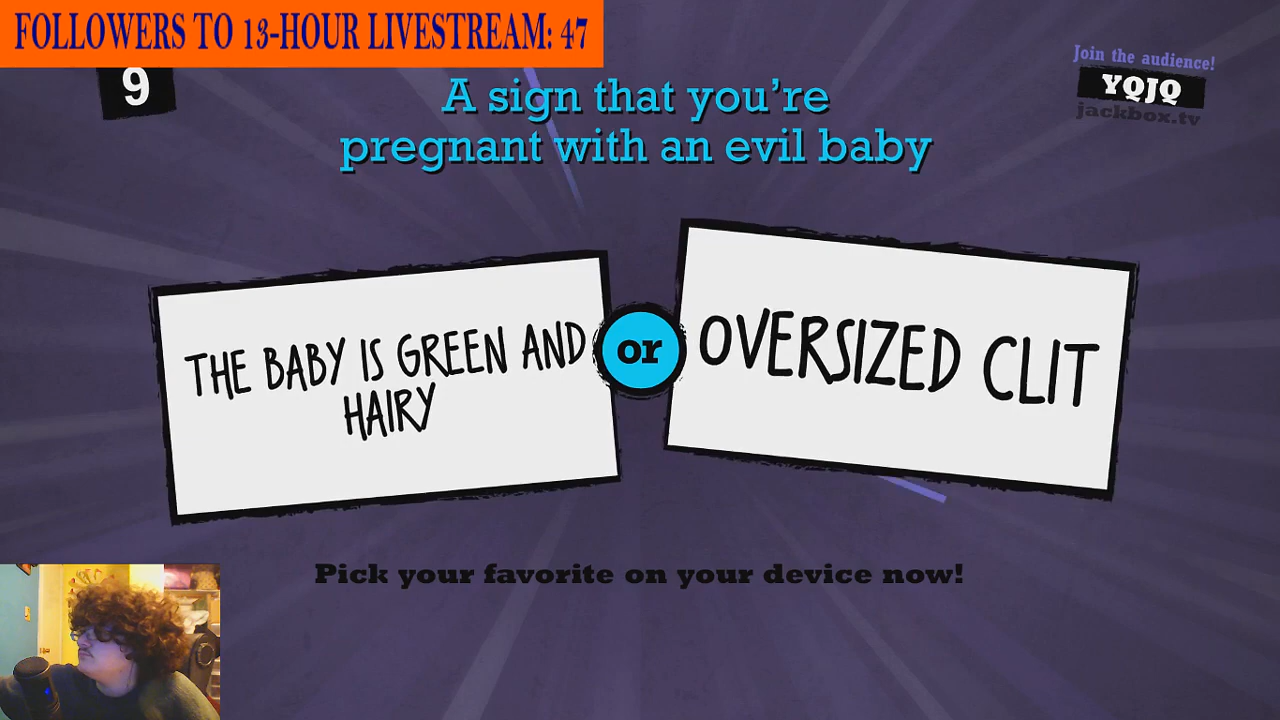 FOLLOWERS TO 13-HOUR LIVESTREAM: 47
9
Join the audience!
YQJQ
jackbox.tv
A sign that you're
pregnant with an evil baby
THE BABY IS GREEN AND
HAIRY
or
OVERSIZED CLIT
Pick your favorite on your device now!